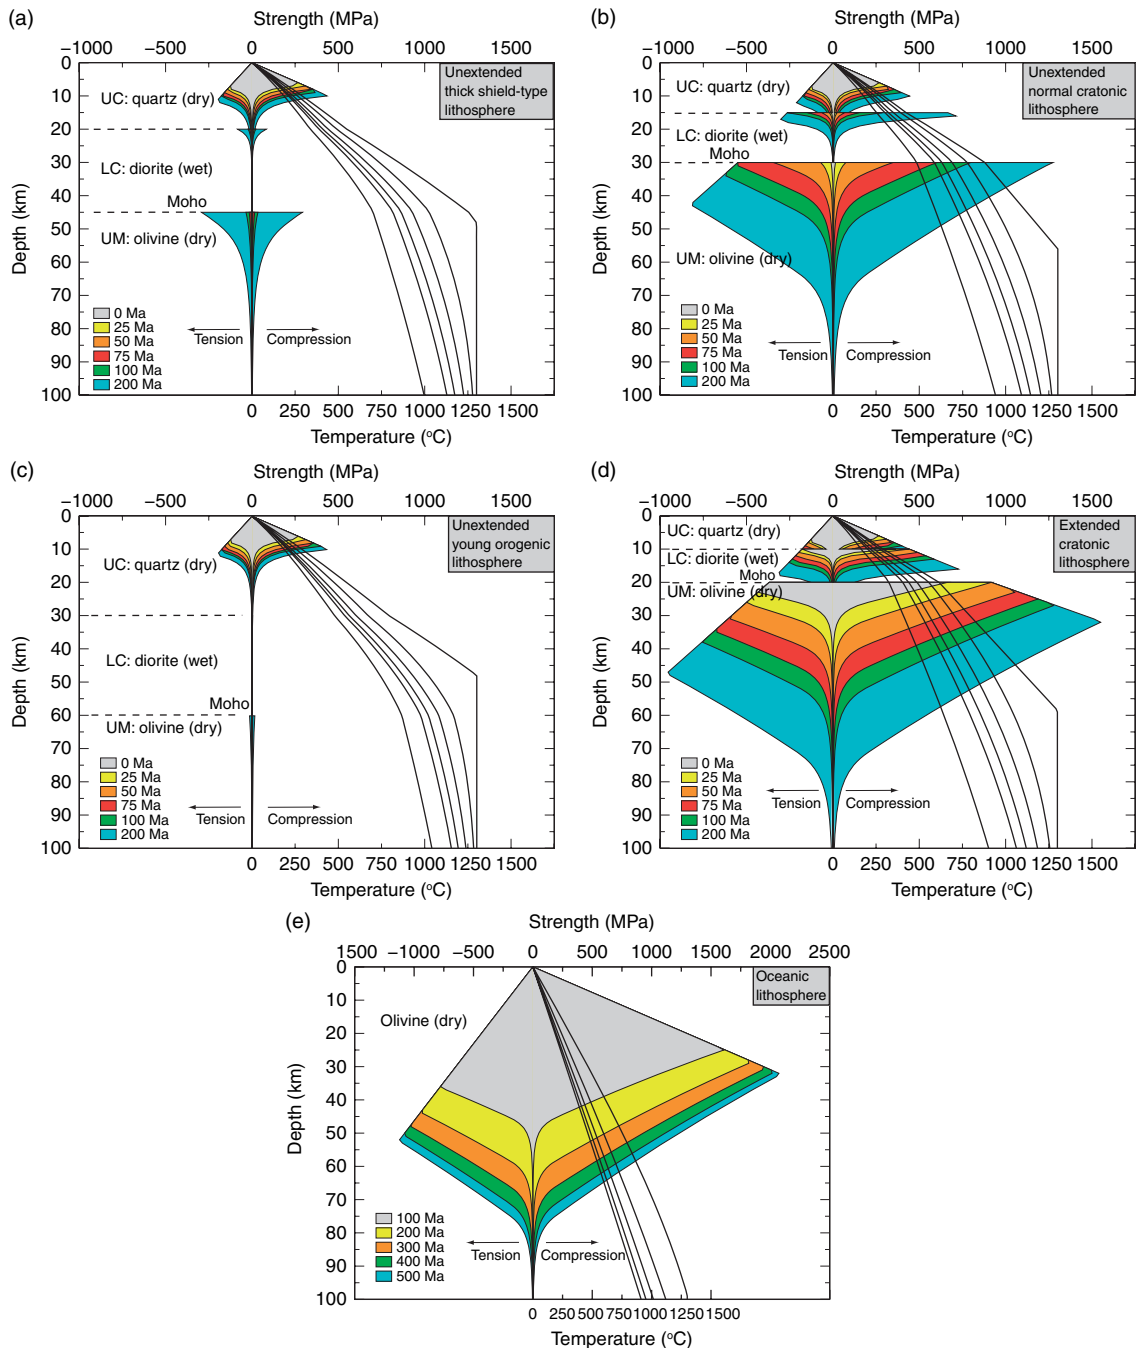 (a)
Strength (MPa)
−1000 −500 0 500 1000 1500
Unextended
thick shield-type
lithosphere
UC: quartz (dry)
LC: diorite (wet)
Moho
UM: olivine (dry)
Depth (km)
0
10
20
30
40
50
60
70
80
90
100
0 Ma
25 Ma
50 Ma
75 Ma
100 Ma
200 Ma
Tension Compression
0 250 500 750 1000 1250 1500
Temperature (°C)
(b)
Strength (MPa)
−1000 −500 0 500 1000 1500
Unextended
normal cratonic
lithosphere
UC: quartz (dry)
LC: diorite (wet)
Moho
UM: olivine (dry)
Depth (km)
0
10
20
30
40
50
60
70
80
90
100
0 Ma
25 Ma
50 Ma
75 Ma
100 Ma
200 Ma
Tension Compression
0 250 500 750 1000 1250 1500
Temperature (°C)
(c)
Strength (MPa)
−1000 −500 0 500 1000 1500
Unextended
young orogenic
lithosphere
UC: quartz (dry)
LC: diorite (wet)
Moho
UM: olivine (dry)
Depth (km)
0
10
20
30
40
50
60
70
80
90
100
0 Ma
25 Ma
50 Ma
75 Ma
100 Ma
200 Ma
Tension Compression
0 250 500 750 1000 1250 1500
Temperature (°C)
(d)
Strength (MPa)
−1000 −500 0 500 1000 1500
Extended
cratonic
lithosphere
UC: quartz (dry)
LC: diorite (wet)
Moho
UM: olivine (dry)
Depth (km)
0
10
20
30
40
50
60
70
80
90
100
0 Ma
25 Ma
50 Ma
75 Ma
100 Ma
200 Ma
Tension Compression
0 250 500 750 1000 1250 1500
Temperature (°C)
(e)
Strength (MPa)
1500 −1000 −500 0 500 1000 1500 2000 2500
Oceanic
lithosphere
Olivine (dry)
Depth (km)
0
10
20
30
40
50
60
70
80
90
100
100 Ma
200 Ma
300 Ma
400 Ma
500 Ma
Tension Compression
0 250 500 750 1000 1250 1500
Temperature (°C)